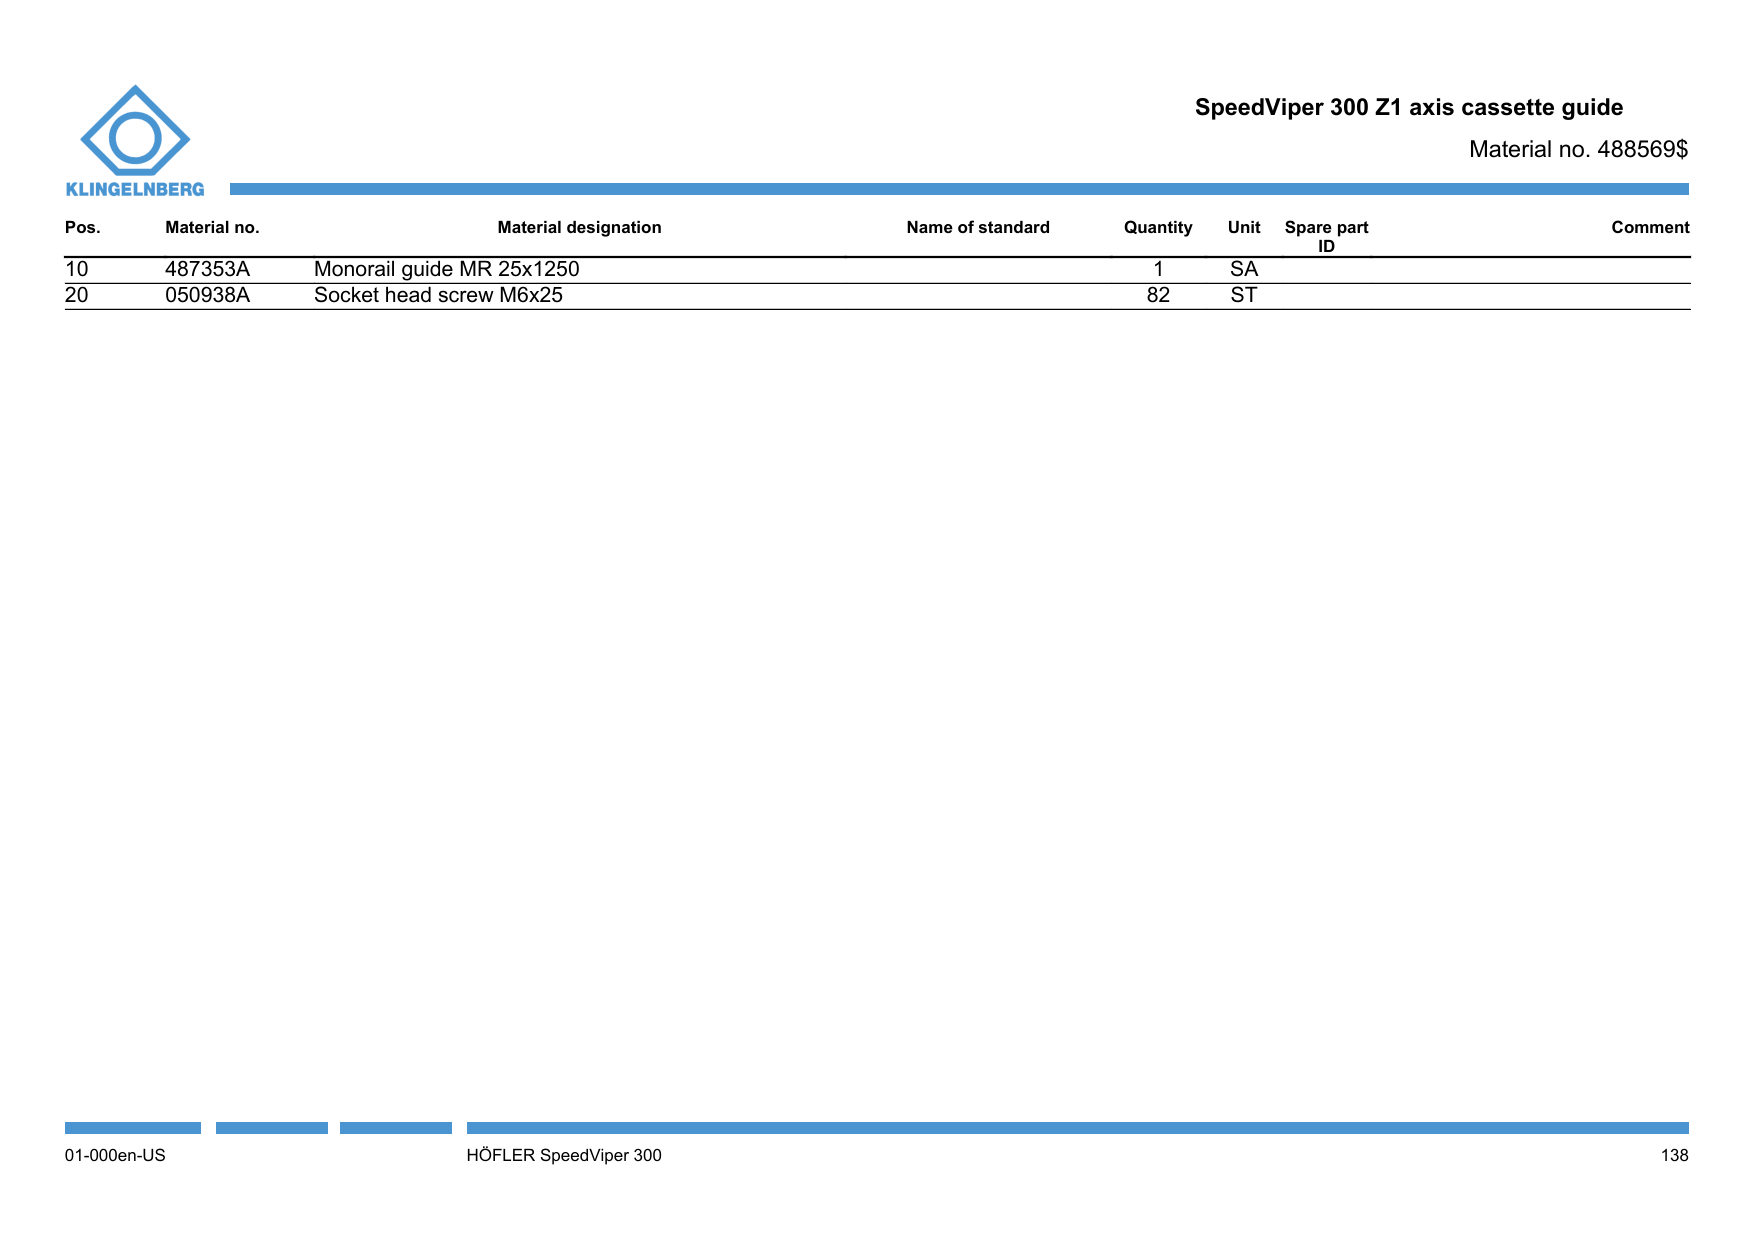 SpeedViper 300 Z1 axis cassette guide
Material no. 488569$
KLINGELNBERG
Pos. Material no. Material designation Name of standard Quantity Unit Spare part ID Comment
10 487353A Monorail guide MR 25x1250 1 SA
20 050938A Socket head screw M6x25 82 ST
01-000en-US HÖFLER SpeedViper 300 138